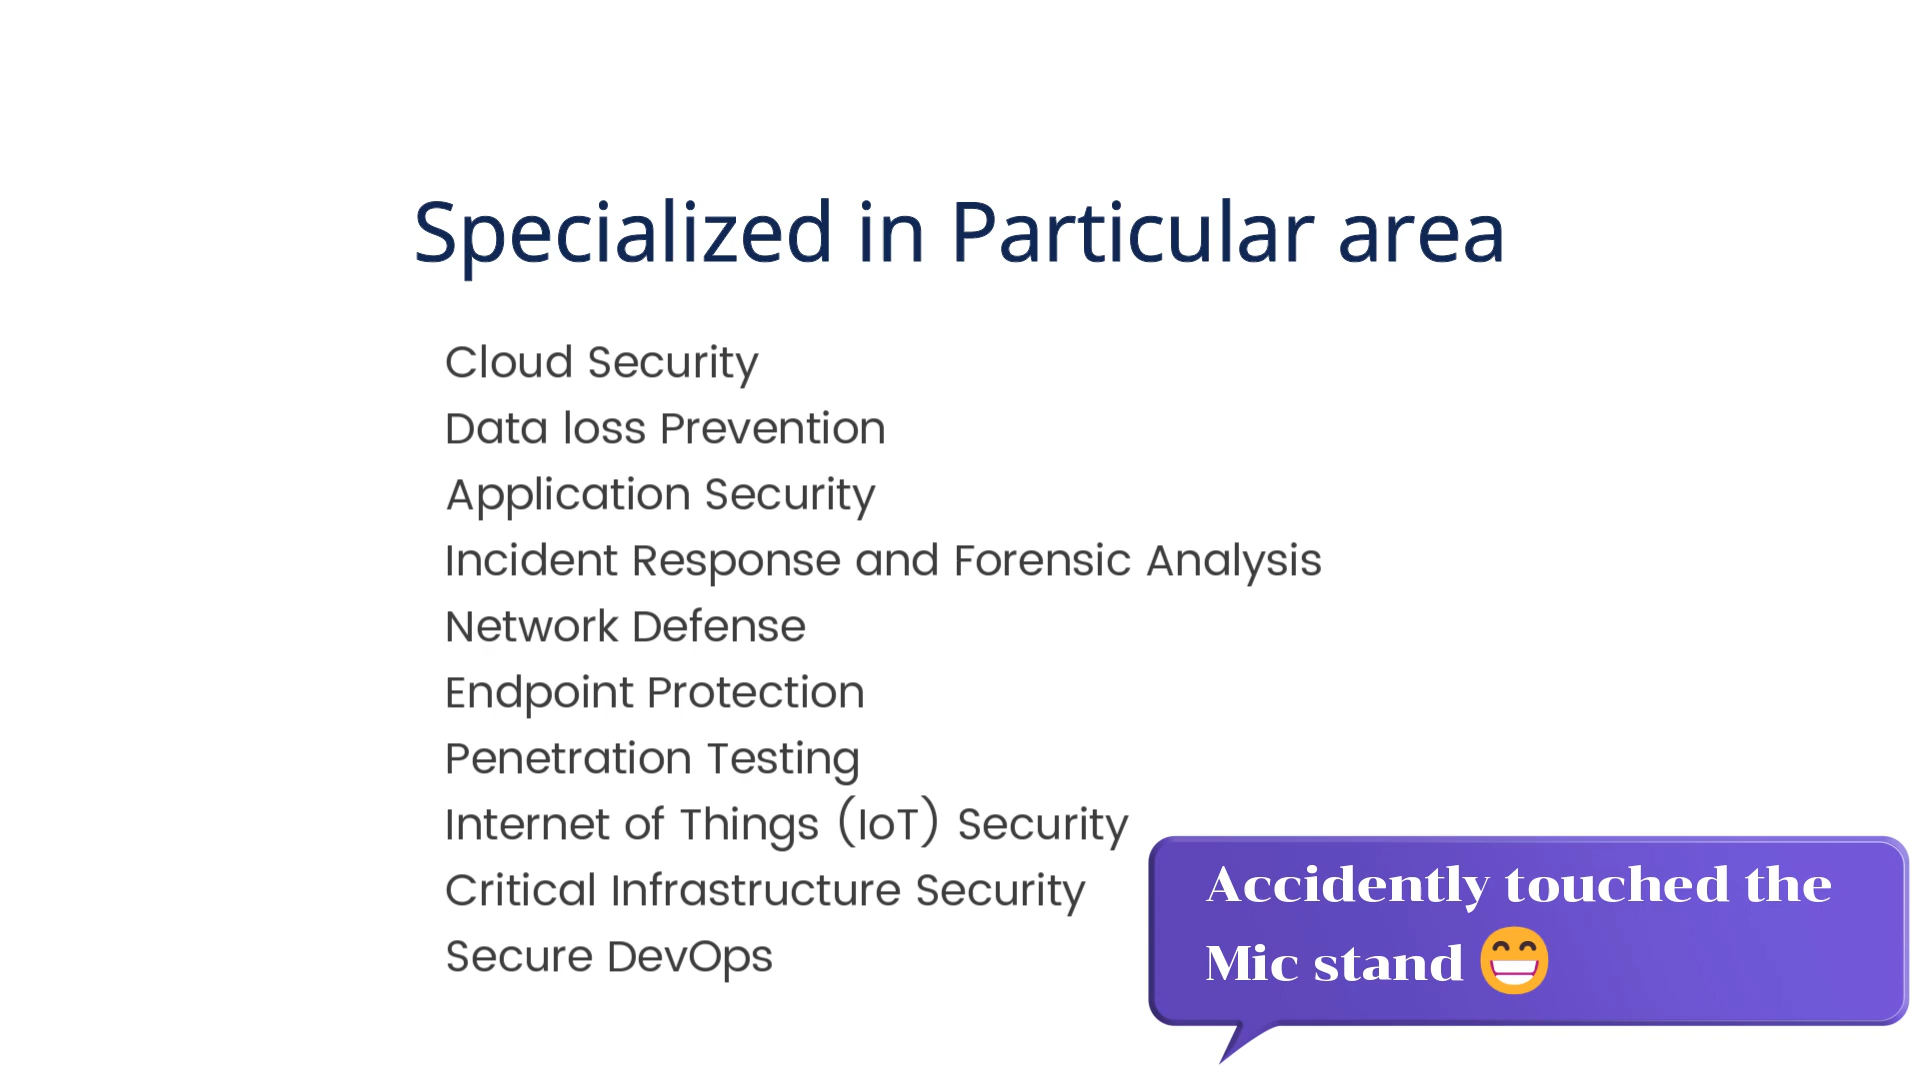 Specialized in Particular area
Cloud Security
Data loss Prevention
Application Security
Incident Response and Forensic Analysis
Network Defense
Endpoint Protection
Penetration Testing
Internet of Things (IoT) Security
Critical Infrastructure Security
Secure DevOps
Accidently touched the
Mic stand 😁